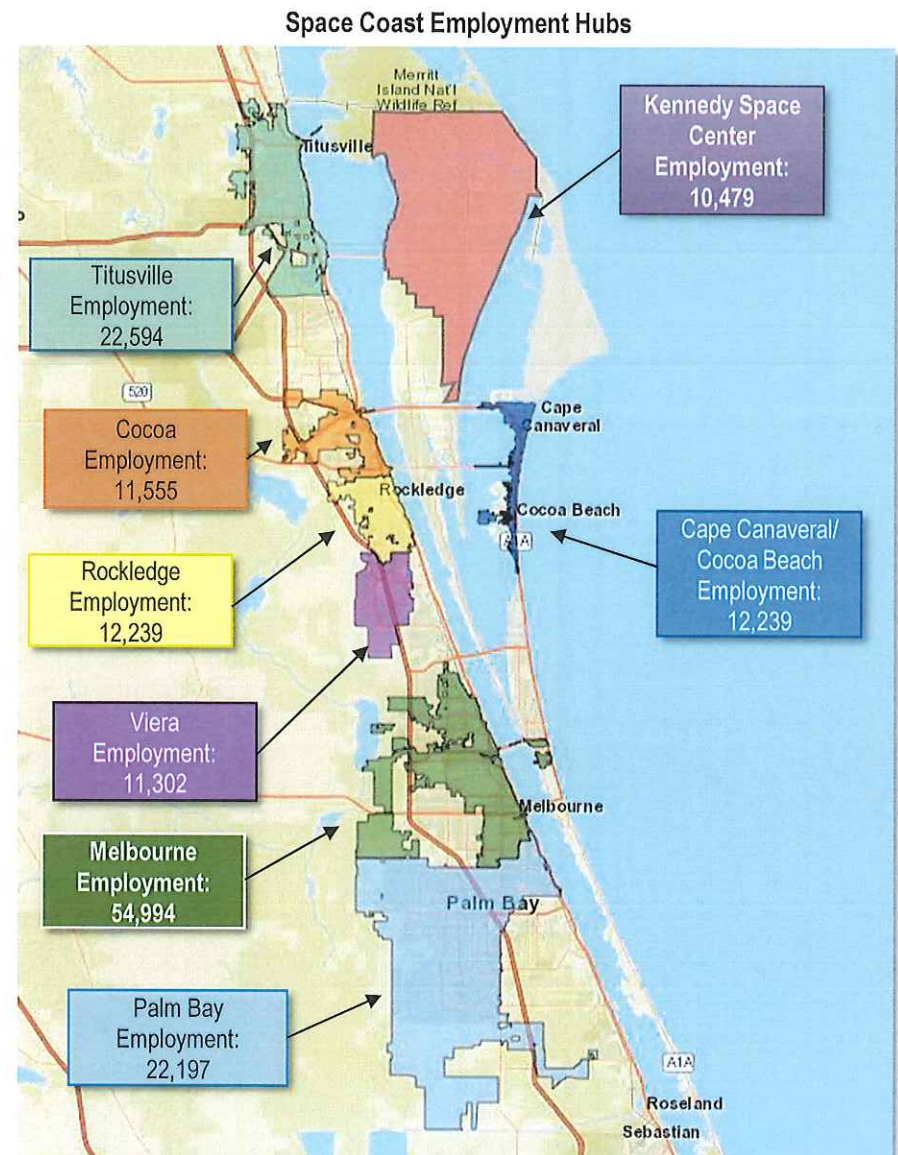 Space Coast Employment Hubs
Merritt
Island Nat'l
Wildlife Ref
Titusville
Kennedy Space
Center
Employment:
10,479
Titusville
Employment:
22,594
520
Cocoa
Employment:
11,555
Cape
Canaveral
Rockledge
Cocoa Beach
A1A
Rockledge
Employment:
12,239
Cape Canaveral/
Cocoa Beach
Employment:
12,239
Viera
Employment:
11,302
Melbourne
Melbourne
Employment:
54,994
Palm Bay
Palm Bay
Employment:
22,197
A1A
Roseland
Sebastian